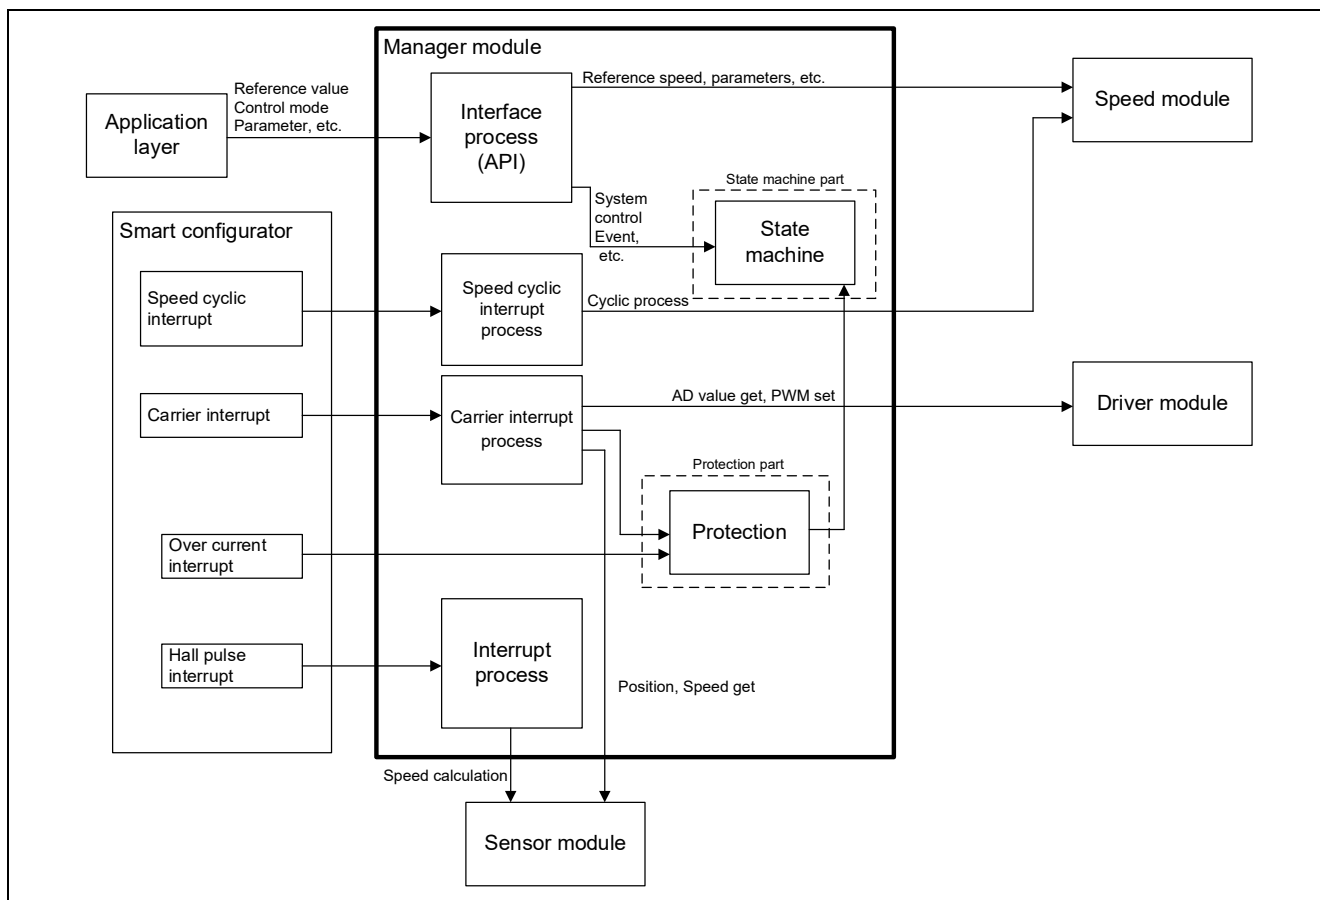 Manager module
Reference value
Control mode
Parameter, etc.
Application
layer
Interface
process
(API)
Reference speed, parameters, etc.
Speed module
System
control
Event,
etc.
State machine part
State
machine
Smart configurator
Speed cyclic
interrupt
Speed cyclic
interrupt
process
Cyclic process
Carrier interrupt
Carrier interrupt
process
AD value get, PWM set
Driver module
Protection part
Protection
Over current
interrupt
Hall pulse
interrupt
Interrupt
process
Position, Speed get
Speed calculation
Sensor module